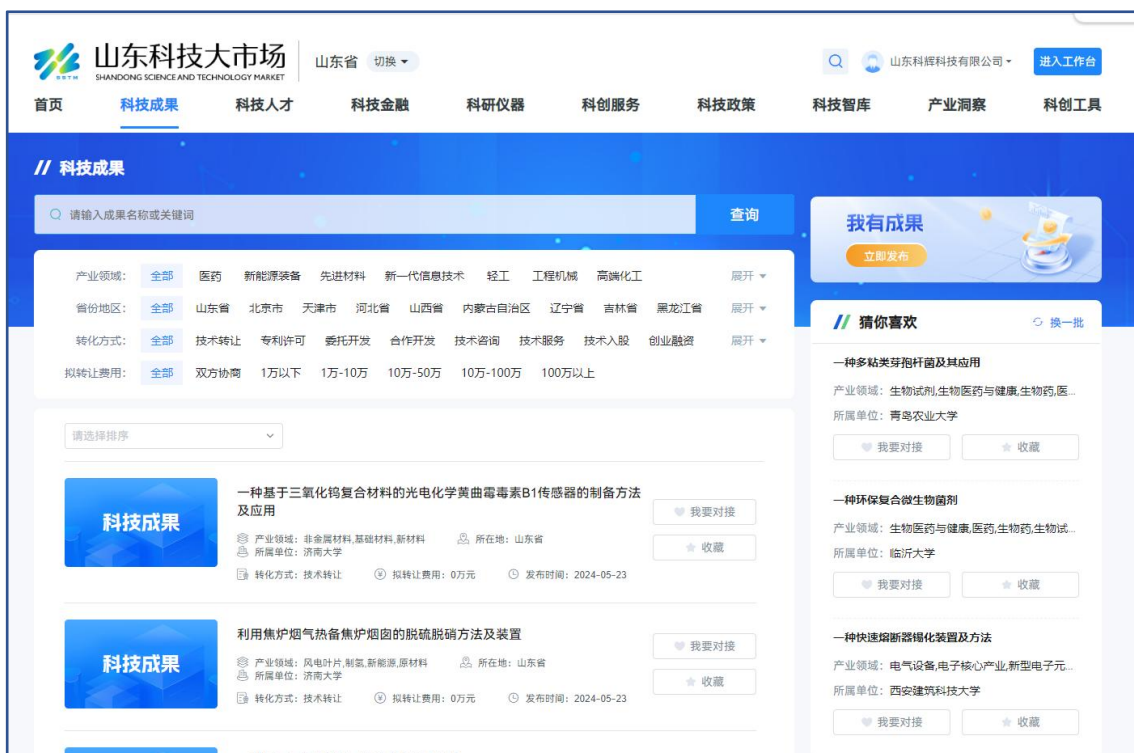 山东科技大市场
SHANDONG SCIENCE AND TECHNOLOGY MARKET
SSTM
山东省 切换
山东科辉科技有限公司
进入工作台
首页 科技成果 科技人才 科技金融 科研仪器 科创服务 科技政策 科技智库 产业洞察 科创工具
// 科技成果
请输入成果名称或关键词 查询
产业领域: 全部 医药 新能源装备 先进材料 新一代信息技术 轻工 工程机械 高端化工 展开
省份地区: 全部 山东省 北京市 天津市 河北省 山西省 内蒙古自治区 辽宁省 吉林省 黑龙江省 展开
转化方式: 全部 技术转让 专利许可 委托开发 合作开发 技术咨询 技术服务 技术入股 创业融资 展开
拟转让费用: 全部 双方协商 1万以下 1万-10万 10万-50万 10万-100万 100万以上
请选择排序
科技成果
一种基于三氧化钨复合材料的光电化学黄曲霉毒素B1传感器的制备方法
及应用
产业领域: 非金属材料,基础材料,新材料 所在地: 山东省
所属单位: 济南大学
转化方式: 技术转让 拟转让费用: 0万元 发布时间: 2024-05-23
我要对接
收藏
科技成果
利用焦炉烟气热备焦炉烟囱的脱硫脱硝方法及装置
产业领域: 风电叶片,制氢,新能源,原材料 所在地: 山东省
所属单位: 济南大学
转化方式: 技术转让 拟转让费用: 0万元 发布时间: 2024-05-23
我要对接
收藏
我有成果
立即发布
// 猜你喜欢 换一批
一种多粘类芽孢杆菌及其应用
产业领域: 生物试剂,生物医药与健康,生物药,医...
所属单位: 青岛农业大学
我要对接 收藏
一种环保复合微生物菌剂
产业领域: 生物医药与健康,医药,生物药,生物试...
所属单位: 临沂大学
我要对接 收藏
一种快速熔断器锡化装置及方法
产业领域: 电气设备,电子核心产业,新型电子元...
所属单位: 西安建筑科技大学
我要对接 收藏